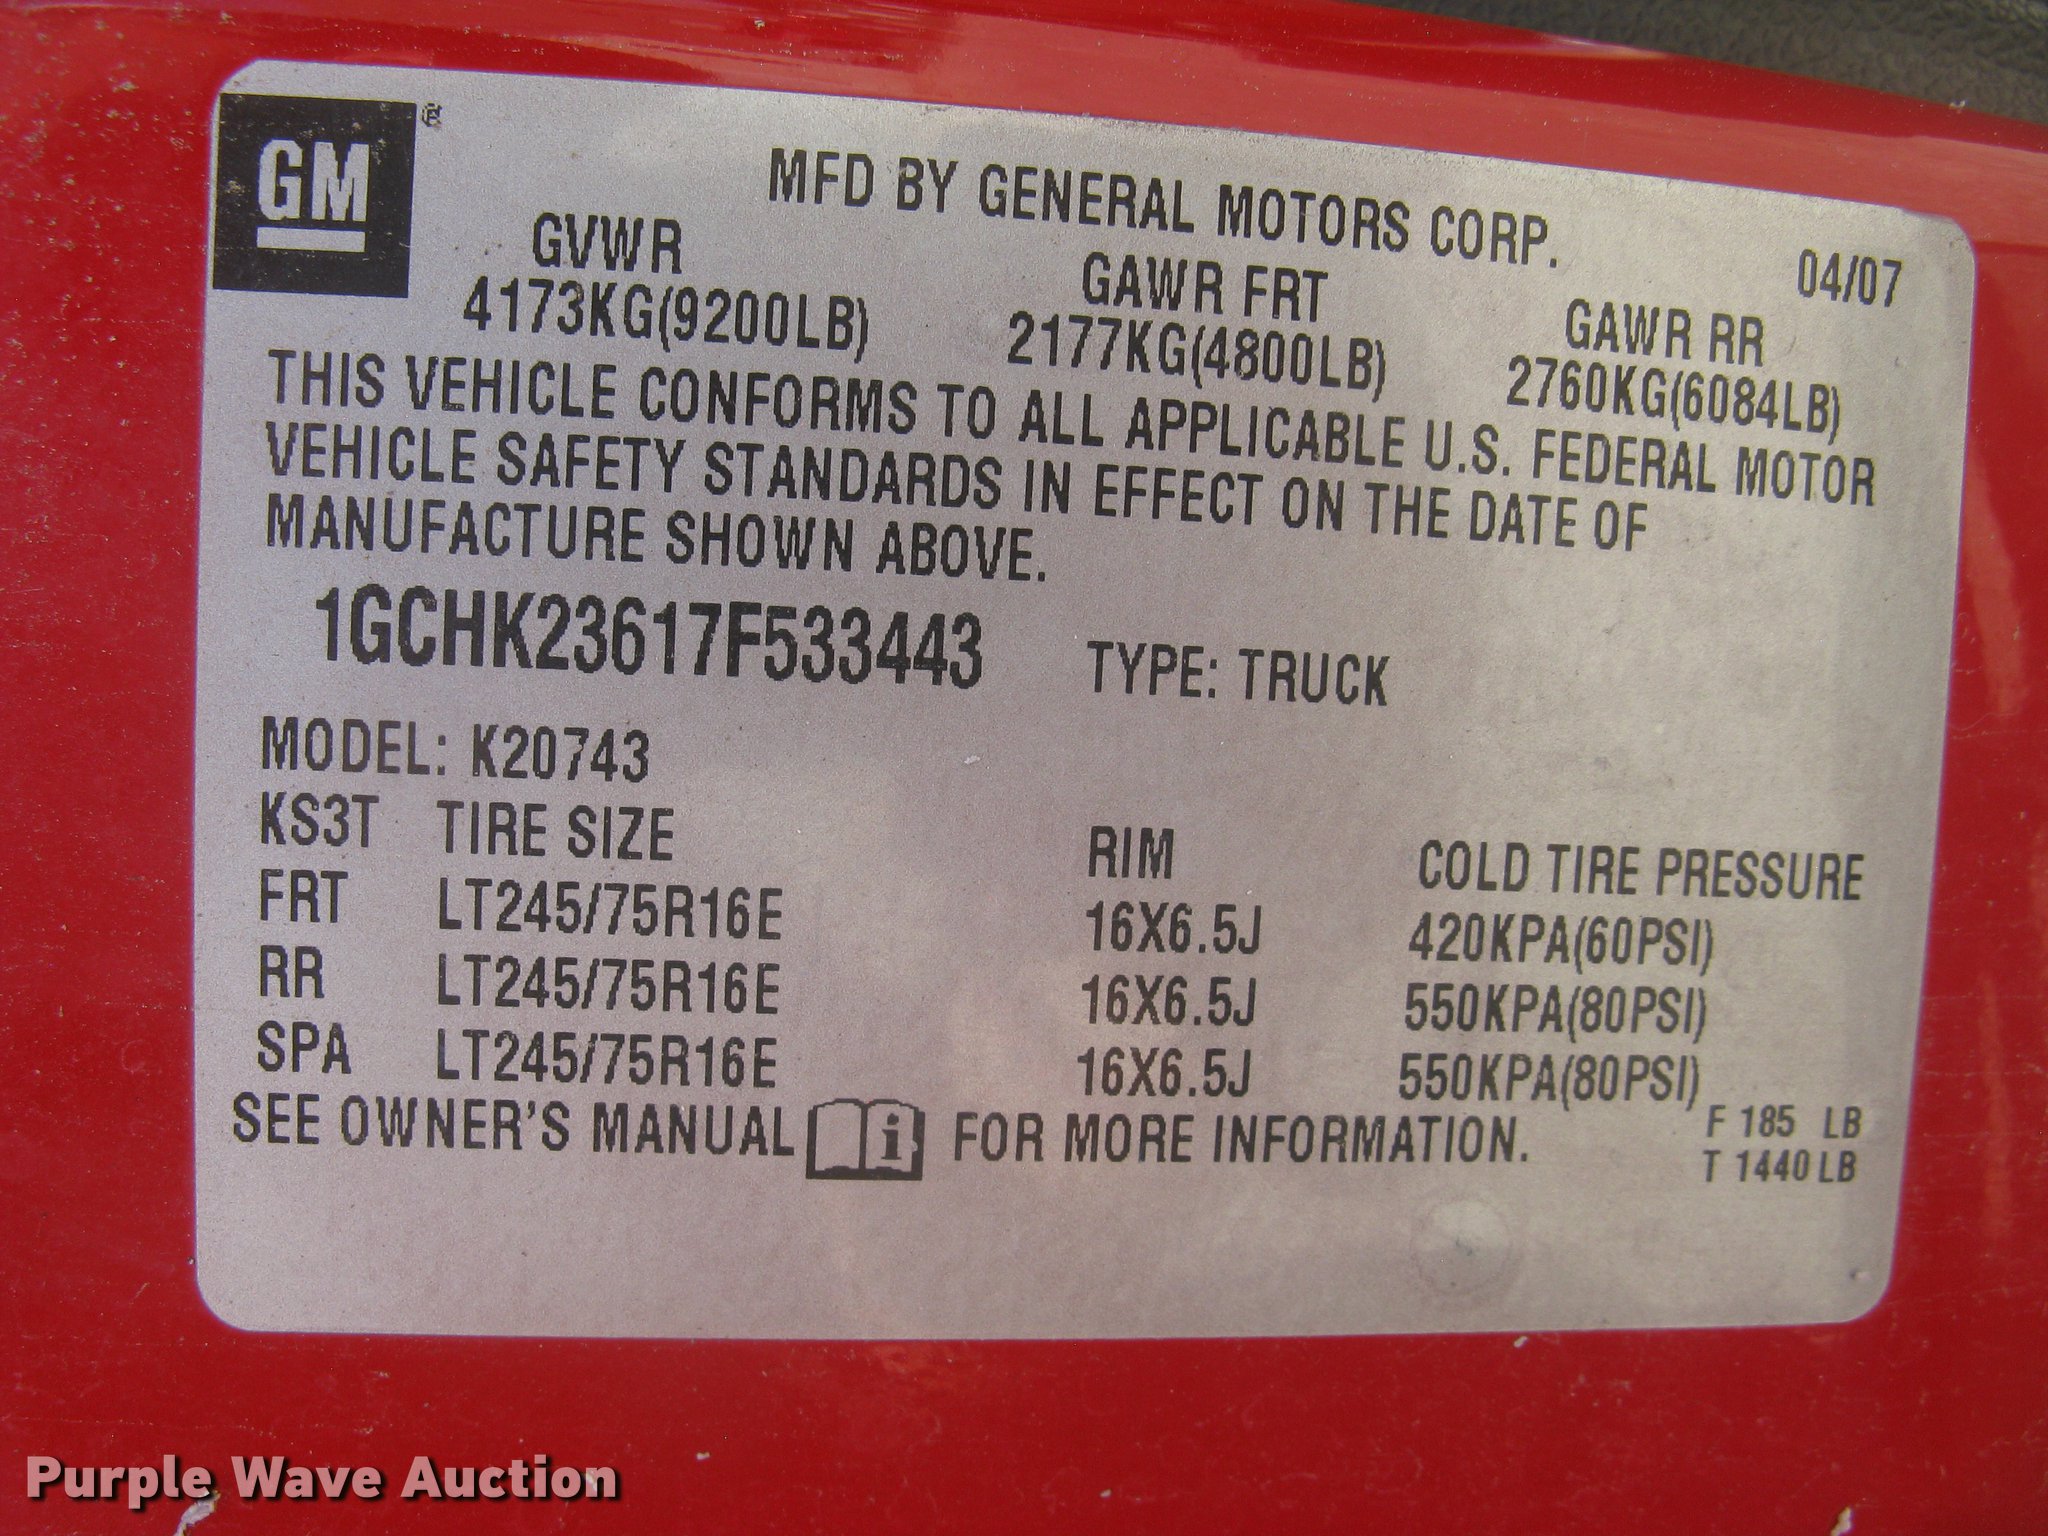 GM ®
MFD BY GENERAL MOTORS CORP.
04/07
GVWR GAWR FRT GAWR RR
4173KG(9200LB) 2177KG(4800LB) 2760KG(6084LB)
THIS VEHICLE CONFORMS TO ALL APPLICABLE U.S. FEDERAL MOTOR
VEHICLE SAFETY STANDARDS IN EFFECT ON THE DATE OF
MANUFACTURE SHOWN ABOVE.
1GCHK23617F533443 TYPE: TRUCK
MODEL: K20743
KS3T TIRE SIZE RIM COLD TIRE PRESSURE
FRT LT245/75R16E 16X6.5J 420KPA(60PSI)
RR LT245/75R16E 16X6.5J 550KPA(80PSI)
SPA LT245/75R16E 16X6.5J 550KPA(80PSI)
SEE OWNER'S MANUAL i FOR MORE INFORMATION.
F 185 LB
T 1440 LB
Purple Wave Auction